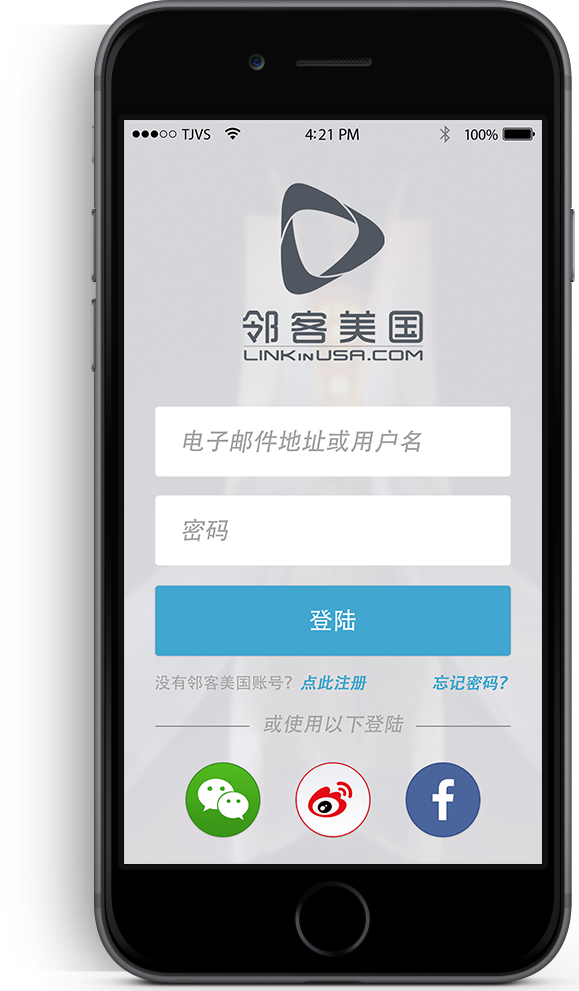 TJVS 4:21 PM 100%
邻客美国
LINKINUSA.COM
电子邮件地址或用户名
密码
登陆
没有邻客美国账号? 点此注册 忘记密码?
或使用以下登陆